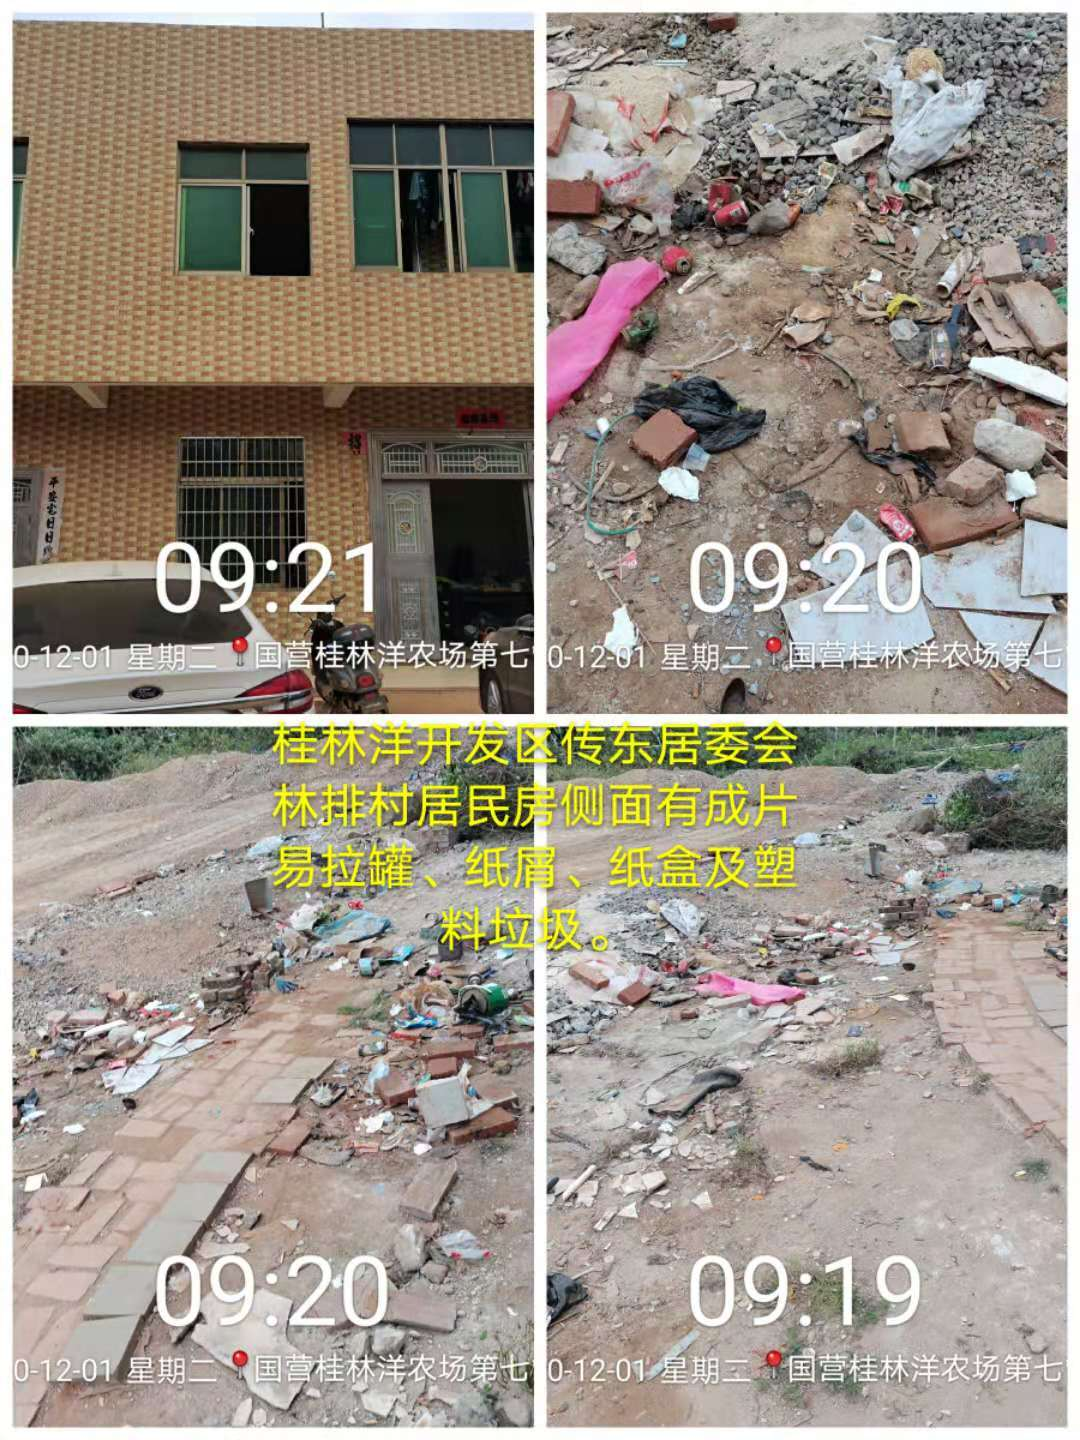 平安宅日日
09:21
0-12-01 星期二 国营桂林洋农场第七
09:20
0-12-01 星期二 国营桂林洋农场第七
桂林洋开发区传东居委会
林排村居民房侧面有成片
易拉罐、纸屑、纸盒及塑
料垃圾。
09:20
0-12-01 星期二 国营桂林洋农场第七
09:19
0-12-01 星期二 国营桂林洋农场第七